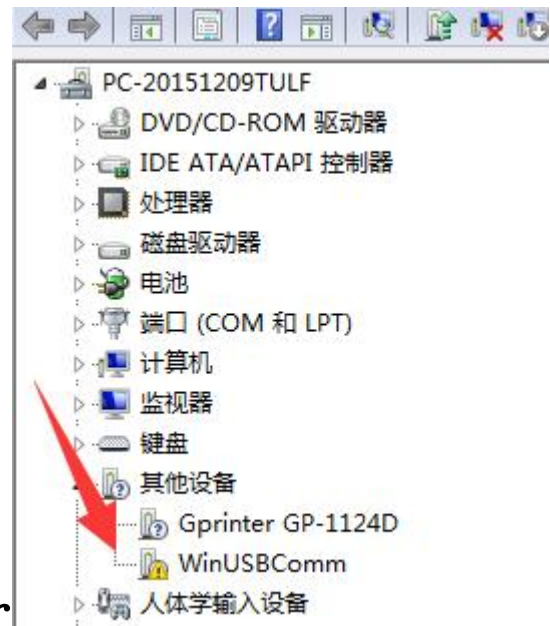 PC-20151209TULF
DVD/CD-ROM 驱动器
IDE ATA/ATAPI 控制器
处理器
磁盘驱动器
电池
端口 (COM 和 LPT)
计算机
监视器
键盘
其他设备
Gprinter GP-1124D
WinUSBComm
人体学输入设备